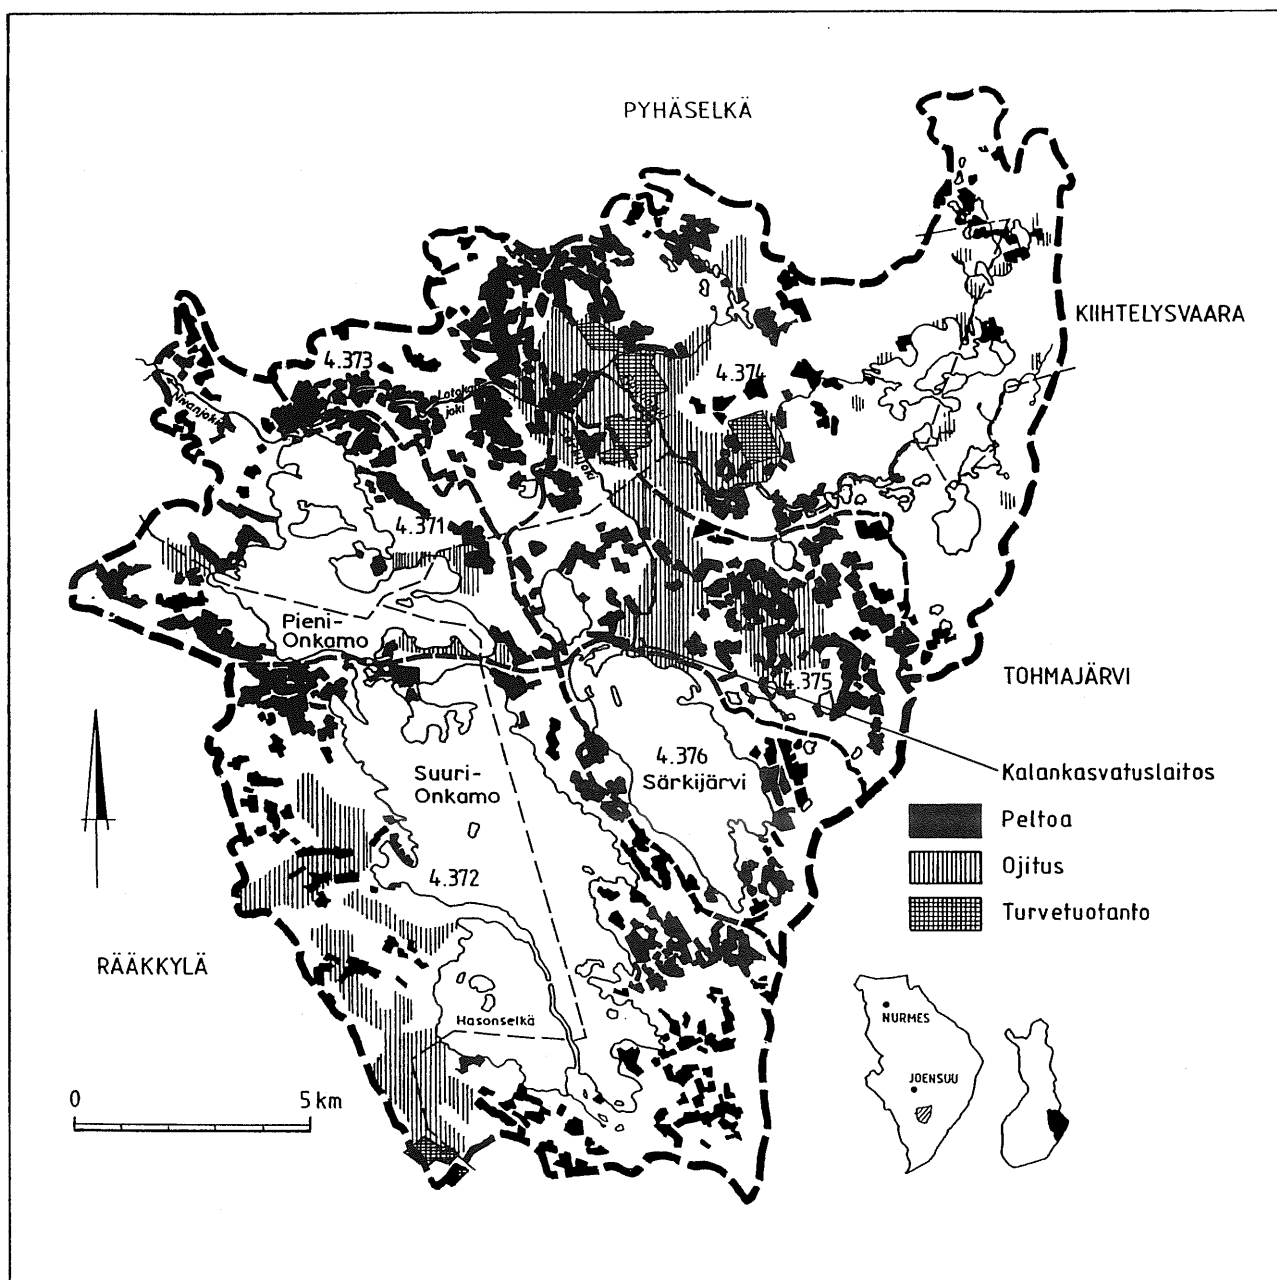 PYHÄSELKÄ
KIIHTELYSVAARA
4.373
4.374
Nivanjoki
Lotokan-
joki
4.371
Pieni-
Onkamo
TOHMAJÄRVI
4.375
4.376
Särkijärvi
Suuri-
Onkamo
Kalankasvatuslaitos
Peltoa
Ojitus
Turvetuotanto
4.372
RÄÄKKYLÄ
Hasonselkä
NURMES
JOENSUU
0
5 km